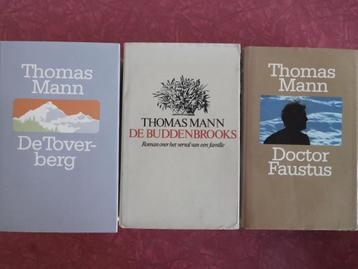 Thomas
Mann
De Tover-
berg
THOMAS MANN
DE BUDDENBROOKS
Roman over het verval van een familie
Thomas
Mann
Doctor
Faustus